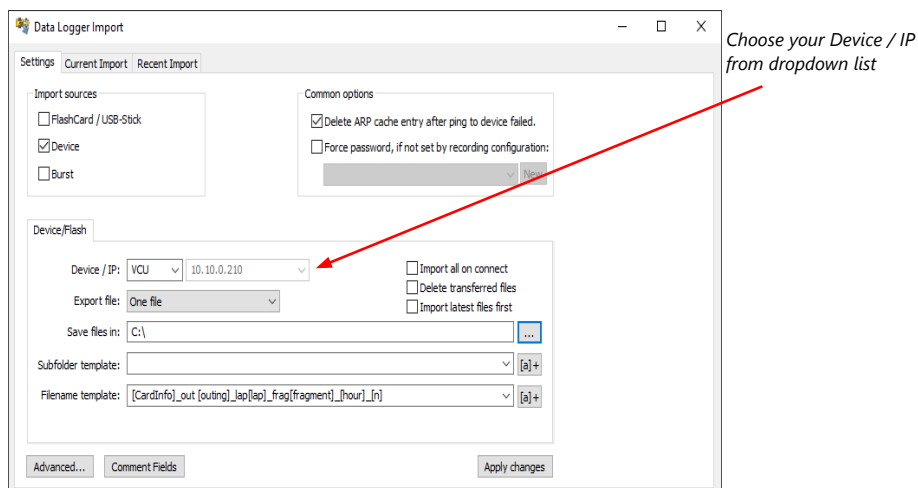 Data Logger Import
Choose your Device / IP
from dropdown list
Settings Current Import Recent Import
Import sources
FlashCard / USB-Stick
Device
Burst
Common options
Delete ARP cache entry after ping to device failed.
Force password, if not set by recording configuration:
New
Device/Flash
Device / IP: VCU 10.10.0.210
Export file: One file
Import all on connect
Delete transferred files
Import latest files first
Save files in: C:\ ...
Subfolder template: [a]+
Filename template: [CardInfo]_out [outing]_lap[lap]_frag[fragment]_[hour]_[n] [a]+
Advanced... Comment Fields Apply changes